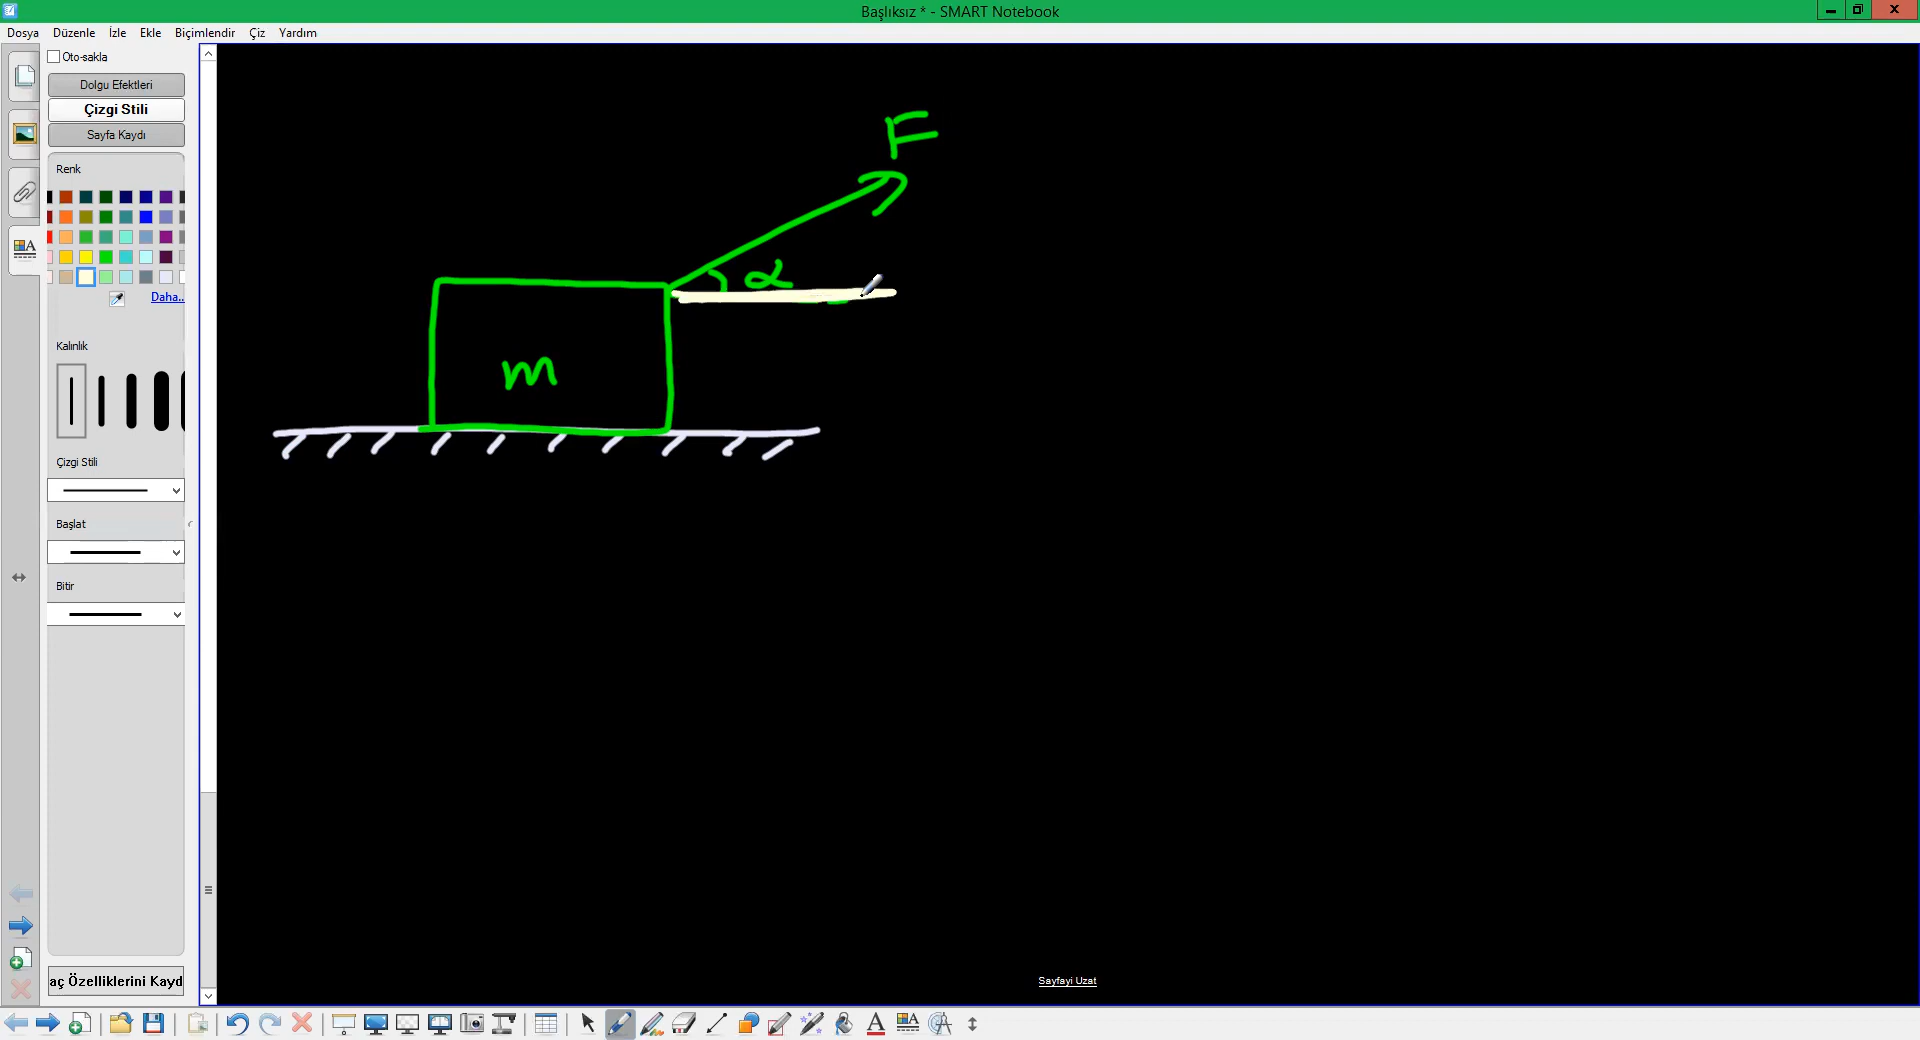 Başlıksız * - SMART Notebook
Dosya Düzenle İzle Ekle Biçimlendir Çiz Yardım
Oto-sakla
Dolgu Efektleri
Çizgi Stili
Sayfa Kaydı
Renk
Daha..
Kalınlık
Çizgi Stili
Başlat
Bitir
aç Özelliklerini Kayd
F
α
m
Sayfayi Uzat